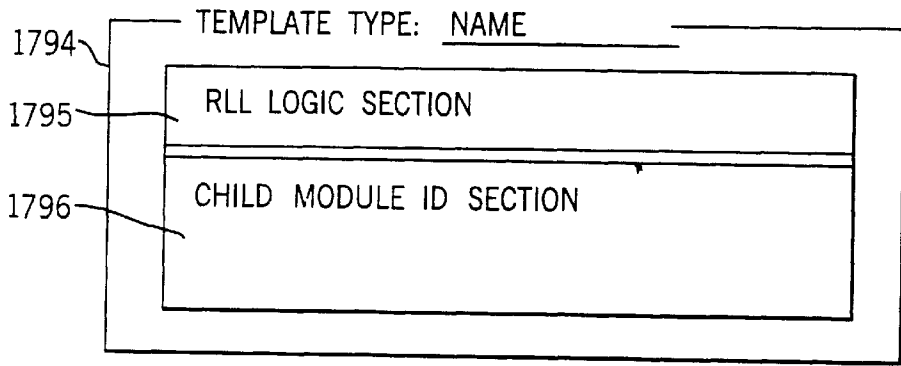 TEMPLATE TYPE: NAME
1794
RLL LOGIC SECTION
1795
CHILD MODULE ID SECTION
1796